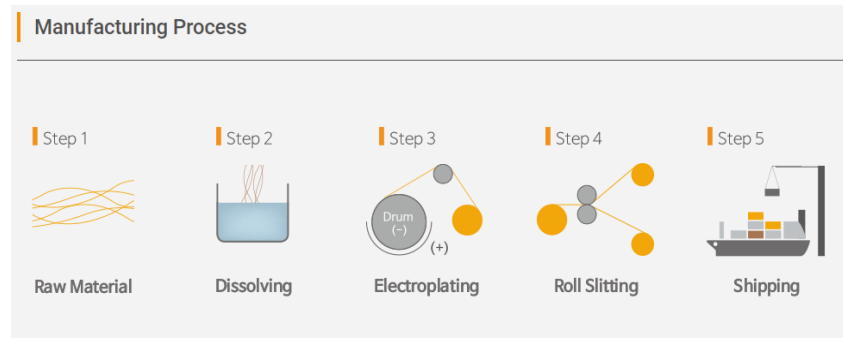 Manufacturing Process
Step 1
Step 2
Step 3
Step 4
Step 5
Drum
(−)
(+)
Raw Material
Dissolving
Electroplating
Roll Slitting
Shipping